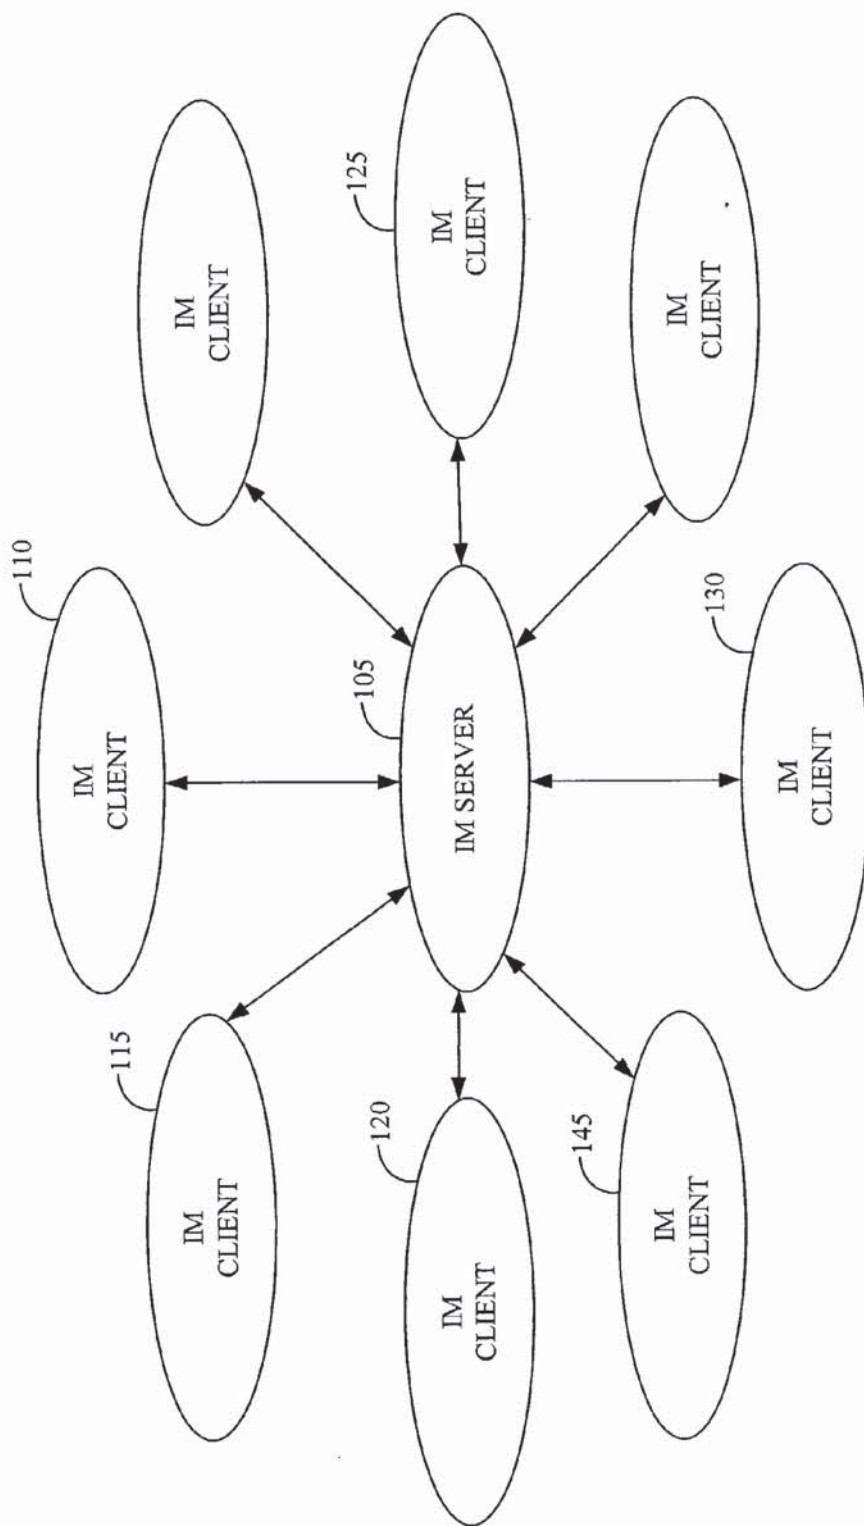 110
IM
CLIENT
115
IM
CLIENT
IM
CLIENT
105
IM SERVER
120
IM
CLIENT
125
IM
CLIENT
145
IM
CLIENT
130
IM
CLIENT
IM
CLIENT